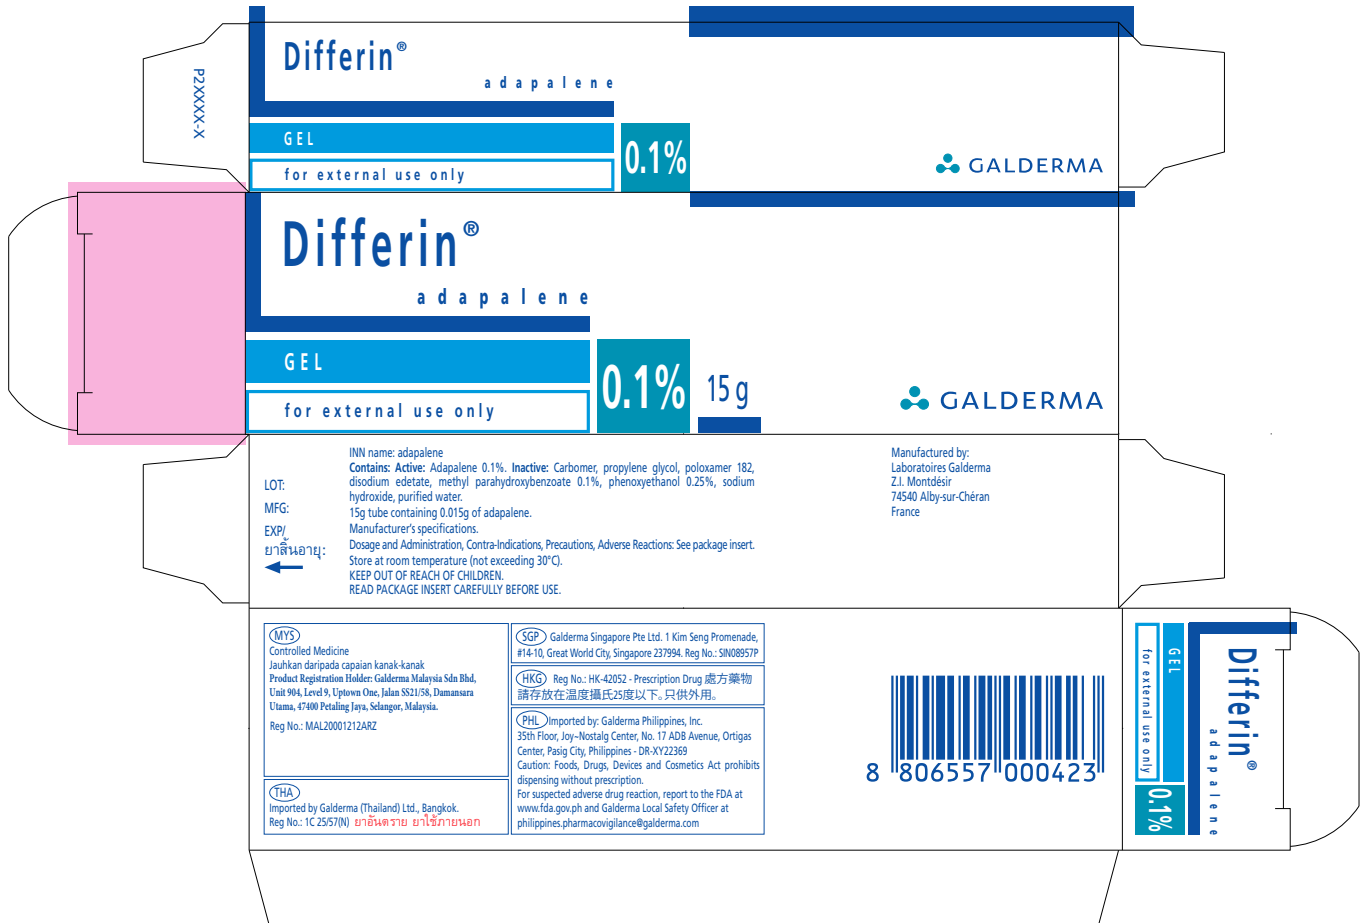 P2XXXX-X
Differin®
adapalene
GEL
0.1%
for external use only
GALDERMA
Differin®
adapalene
GEL
0.1%
15 g
for external use only
GALDERMA
LOT:
MFG:
EXP/
ยาสิ้นอายุ:
INN name: adapalene
Contains: Active: Adapalene 0.1%. Inactive: Carbomer, propylene glycol, poloxamer 182,
disodium edetate, methyl parahydroxybenzoate 0.1%, phenoxyethanol 0.25%, sodium
hydroxide, purified water.
15g tube containing 0.015g of adapalene.
Manufacturer's specifications.
Dosage and Administration, Contra-Indications, Precautions, Adverse Reactions: See package insert.
Store at room temperature (not exceeding 30°C).
KEEP OUT OF REACH OF CHILDREN.
READ PACKAGE INSERT CAREFULLY BEFORE USE.
Manufactured by:
Laboratoires Galderma
Z.I. Montdésir
74540 Alby-sur-Chéran
France
MYS
Controlled Medicine
Jauhkan daripada capaian kanak-kanak
Product Registration Holder: Galderma Malaysia Sdn Bhd,
Unit 904, Level 9, Uptown One, Jalan SS21/58, Damansara
Utama, 47400 Petaling Jaya, Selangor, Malaysia.
Reg No.: MAL20001212ARZ
THA
Imported by Galderma (Thailand) Ltd., Bangkok.
Reg No.: 1C 25/57(N) ยาอันตราย ยาใช้ภายนอก
SGP Galderma Singapore Pte Ltd. 1 Kim Seng Promenade,
#14-10, Great World City, Singapore 237994. Reg No.: SIN08957P
HKG Reg No.: HK-42052 - Prescription Drug 處方藥物
請存放在温度攝氏25度以下。只供外用。
PHL Imported by: Galderma Philippines, Inc.
35th Floor, Joy~Nostalg Center, No. 17 ADB Avenue, Ortigas
Center, Pasig City, Philippines - DR-XY22369
Caution: Foods, Drugs, Devices and Cosmetics Act prohibits
dispensing without prescription.
For suspected adverse drug reaction, report to the FDA at
www.fda.gov.ph and Galderma Local Safety Officer at
philippines.pharmacovigilance@galderma.com
8 806557 000423
Differin®
adapalene
GEL
0.1%
for external use only